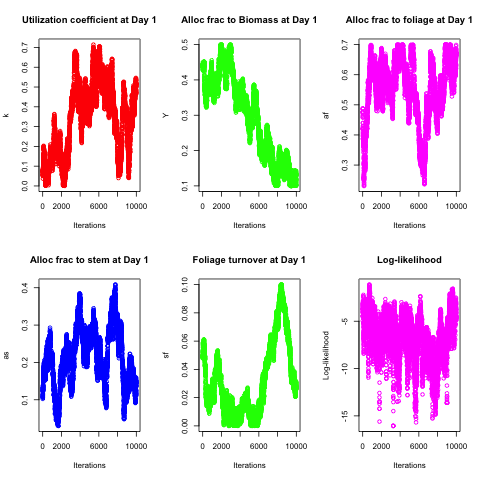 Utilization coefficient at Day 1
k
0.0 0.1 0.2 0.3 0.4 0.5 0.6 0.7
0 2000 6000 10000
Iterations
Alloc frac to Biomass at Day 1
Y
0.1 0.2 0.3 0.4 0.5
0 2000 6000 10000
Iterations
Alloc frac to foliage at Day 1
af
0.3 0.4 0.5 0.6 0.7
0 2000 6000 10000
Iterations
Alloc frac to stem at Day 1
as
0.1 0.2 0.3 0.4
0 2000 6000 10000
Iterations
Foliage turnover at Day 1
sf
0.00 0.02 0.04 0.06 0.08 0.10
0 2000 6000 10000
Iterations
Log-likelihood
Log-likelihood
-15 -10 -5
0 2000 6000 10000
Iterations